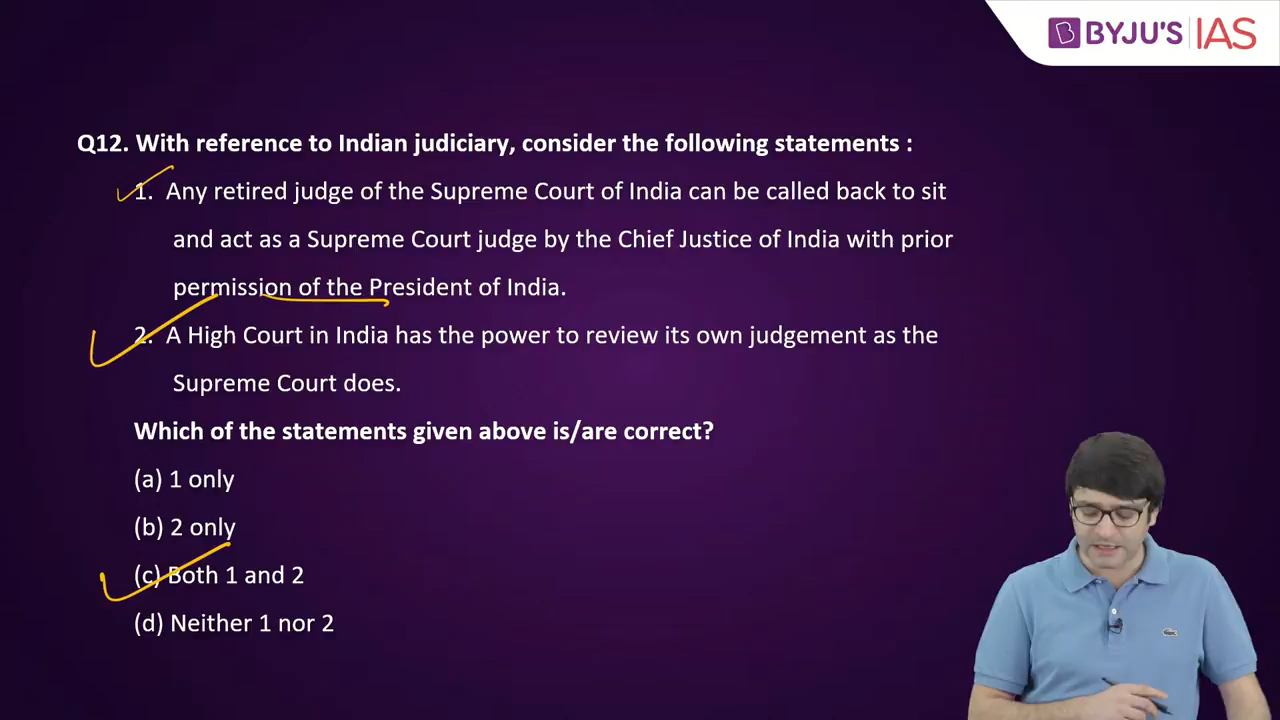 BYJU'S IAS
Q12. With reference to Indian judiciary, consider the following statements :
1. Any retired judge of the Supreme Court of India can be called back to sit
and act as a Supreme Court judge by the Chief Justice of India with prior
permission of the President of India.
2. A High Court in India has the power to review its own judgement as the
Supreme Court does.
Which of the statements given above is/are correct?
(a) 1 only
(b) 2 only
(c) Both 1 and 2
(d) Neither 1 nor 2